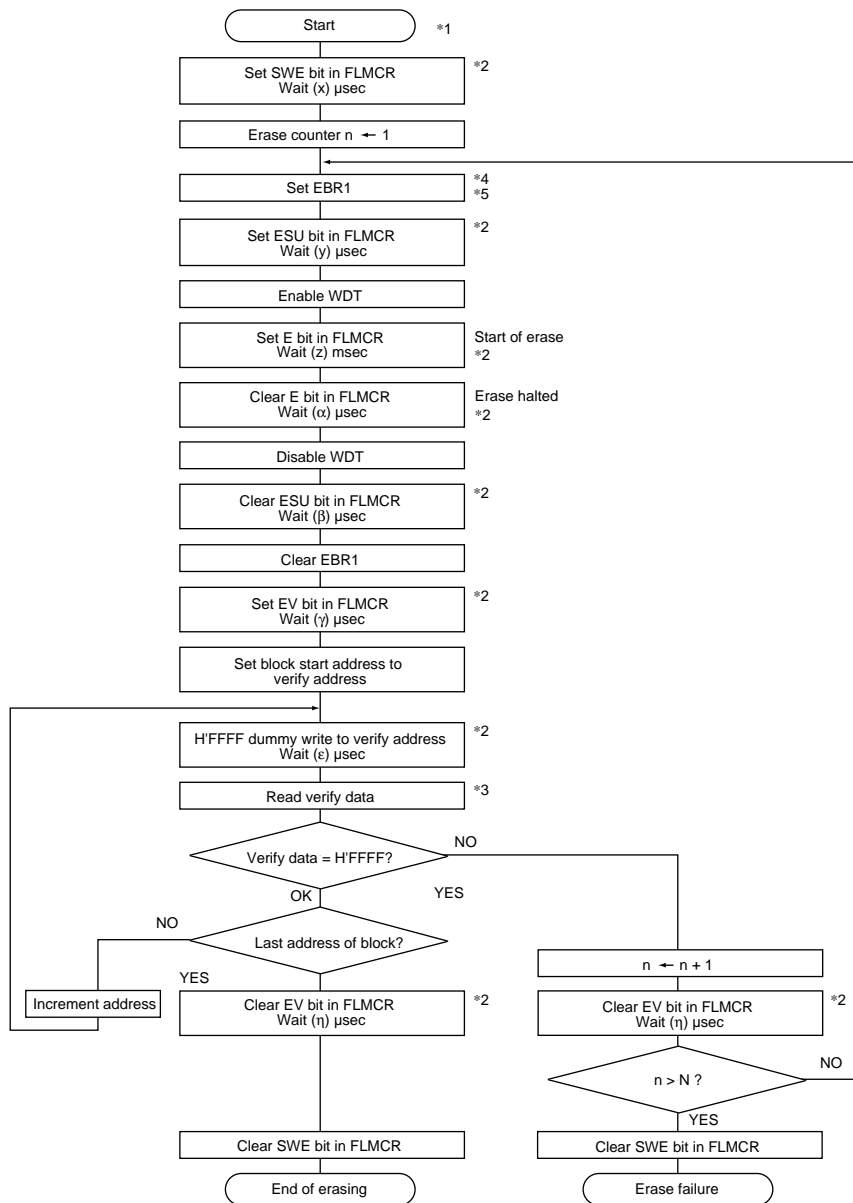 Start
*1
Set SWE bit in FLMCR
Wait (x) µsec
*2
Erase counter n ← 1
Set EBR1
*4
*5
Set ESU bit in FLMCR
Wait (y) µsec
*2
Enable WDT
Set E bit in FLMCR
Wait (z) msec
Start of erase
*2
Clear E bit in FLMCR
Wait (α) µsec
Erase halted
*2
Disable WDT
Clear ESU bit in FLMCR
Wait (β) µsec
*2
Clear EBR1
Set EV bit in FLMCR
Wait (γ) µsec
*2
Set block start address to
verify address
H'FFFF dummy write to verify address
Wait (ε) µsec
*2
Read verify data
*3
Verify data = H'FFFF?
NO
OK
YES
NO
Last address of block?
YES
Increment address
Clear EV bit in FLMCR
Wait (η) µsec
*2
n ← n + 1
Clear EV bit in FLMCR
Wait (η) µsec
*2
n > N ?
NO
YES
Clear SWE bit in FLMCR
Clear SWE bit in FLMCR
End of erasing
Erase failure